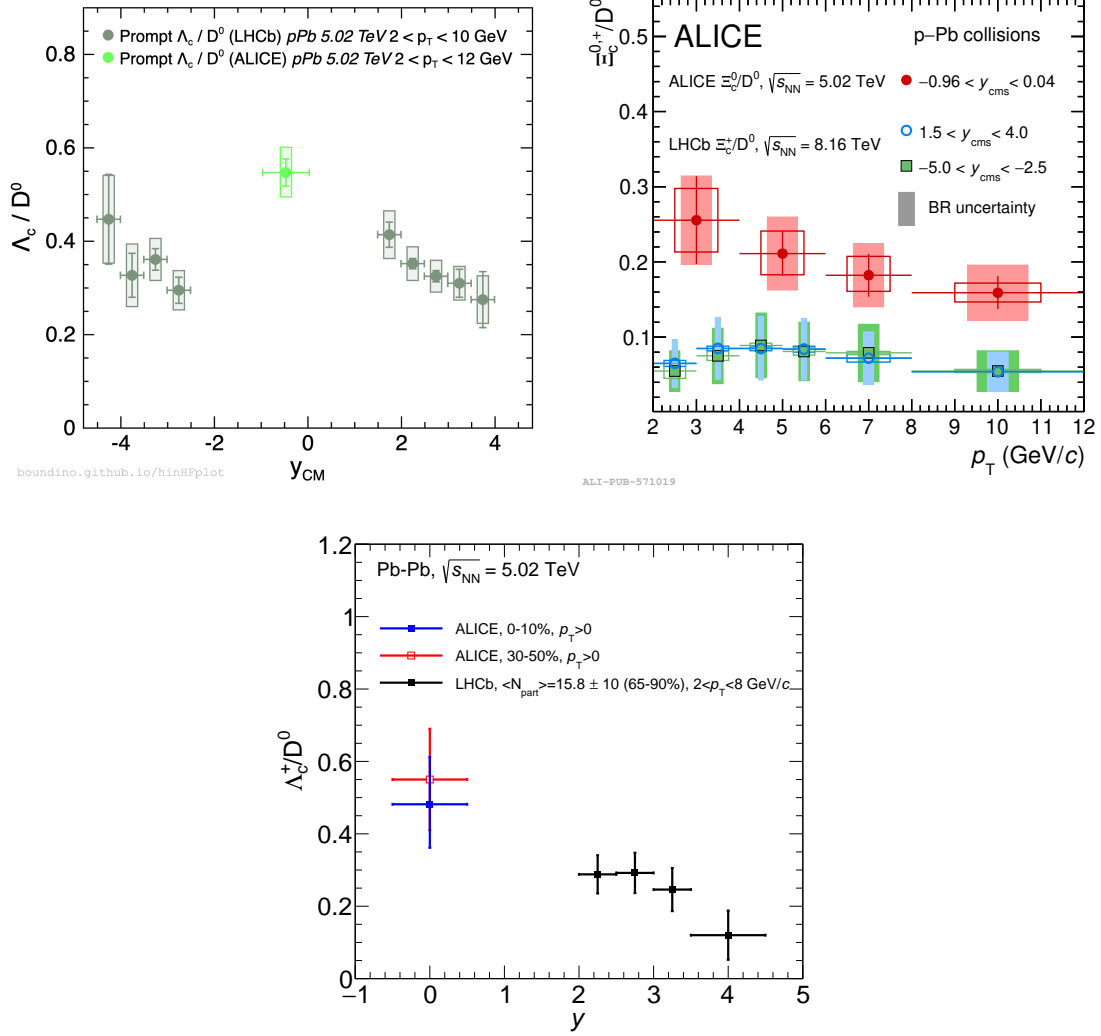 Prompt Λc / D⁰ (LHCb) pPb 5.02 TeV 2 < pT < 10 GeV
Prompt Λc / D⁰ (ALICE) pPb 5.02 TeV 2 < pT < 12 GeV
0.8
0.6
0.4
0.2
0
Λc / D⁰
-4
-2
0
2
4
yCM
boundino.github.io/hinHFplot
Ξc⁰,⁺/D⁰
ALICE
p–Pb collisions
ALICE Ξc⁰/D⁰, √sNN = 5.02 TeV
−0.96 < ycms < 0.04
LHCb Ξc⁺/D⁰, √sNN = 8.16 TeV
1.5 < ycms < 4.0
−5.0 < ycms < −2.5
BR uncertainty
0.5
0.4
0.3
0.2
0.1
2
3
4
5
6
7
8
9
10
11
12
pT (GeV/c)
ALI-PUB-571019
Pb-Pb, √sNN = 5.02 TeV
ALICE, 0-10%, pT>0
ALICE, 30-50%, pT>0
LHCb, <Npart>=15.8 ± 10 (65-90%), 2<pT<8 GeV/c
1.2
1
0.8
0.6
0.4
0.2
0
Λc⁺/D⁰
−1
0
1
2
3
4
5
y